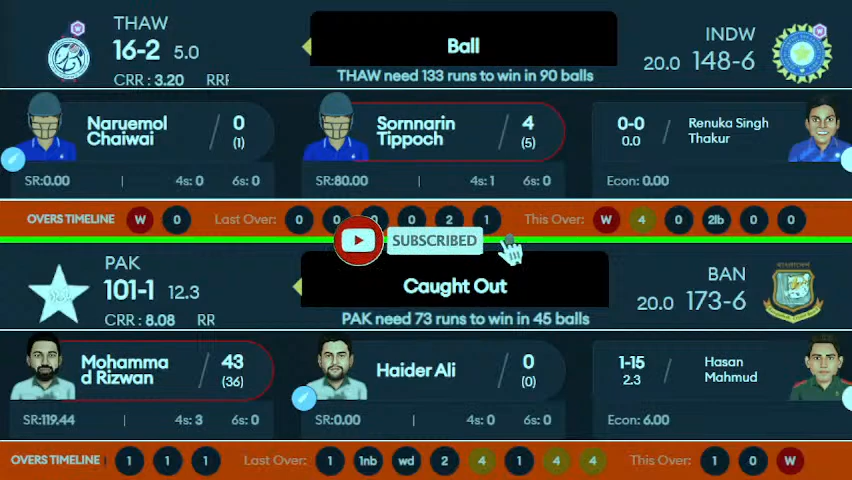 THAW
16-2 5.0
CRR : 3.20 RRF
Ball
THAW need 133 runs to win in 90 balls
INDW
20.0 148-6
Naruemol
Chaiwai
0
(1)
SR:0.00 | 4s: 0 6s: 0
Sornnarin
Tippoch
4
(5)
SR:80.00 | 4s: 1 6s: 0
0-0
0.0
Renuka Singh
Thakur
Econ: 0.00
OVERS TIMELINE W 0 Last Over: 0 0 0 0 2 1 This Over: W 4 0 2lb 0 0
SUBSCRIBED
PAK
101-1 12.3
CRR : 8.08 RR
Caught Out
PAK need 73 runs to win in 45 balls
BAN
20.0 173-6
Mohamma
d Rizwan
43
(36)
SR:119.44 | 4s: 3 6s: 0
Haider Ali
0
(0)
SR:0.00 | 4s: 0 6s: 0
1-15
2.3
Hasan
Mahmud
Econ: 6.00
OVERS TIMELINE 1 1 1 Last Over: 1 1nb wd 2 4 1 4 4 This Over: 1 0 W